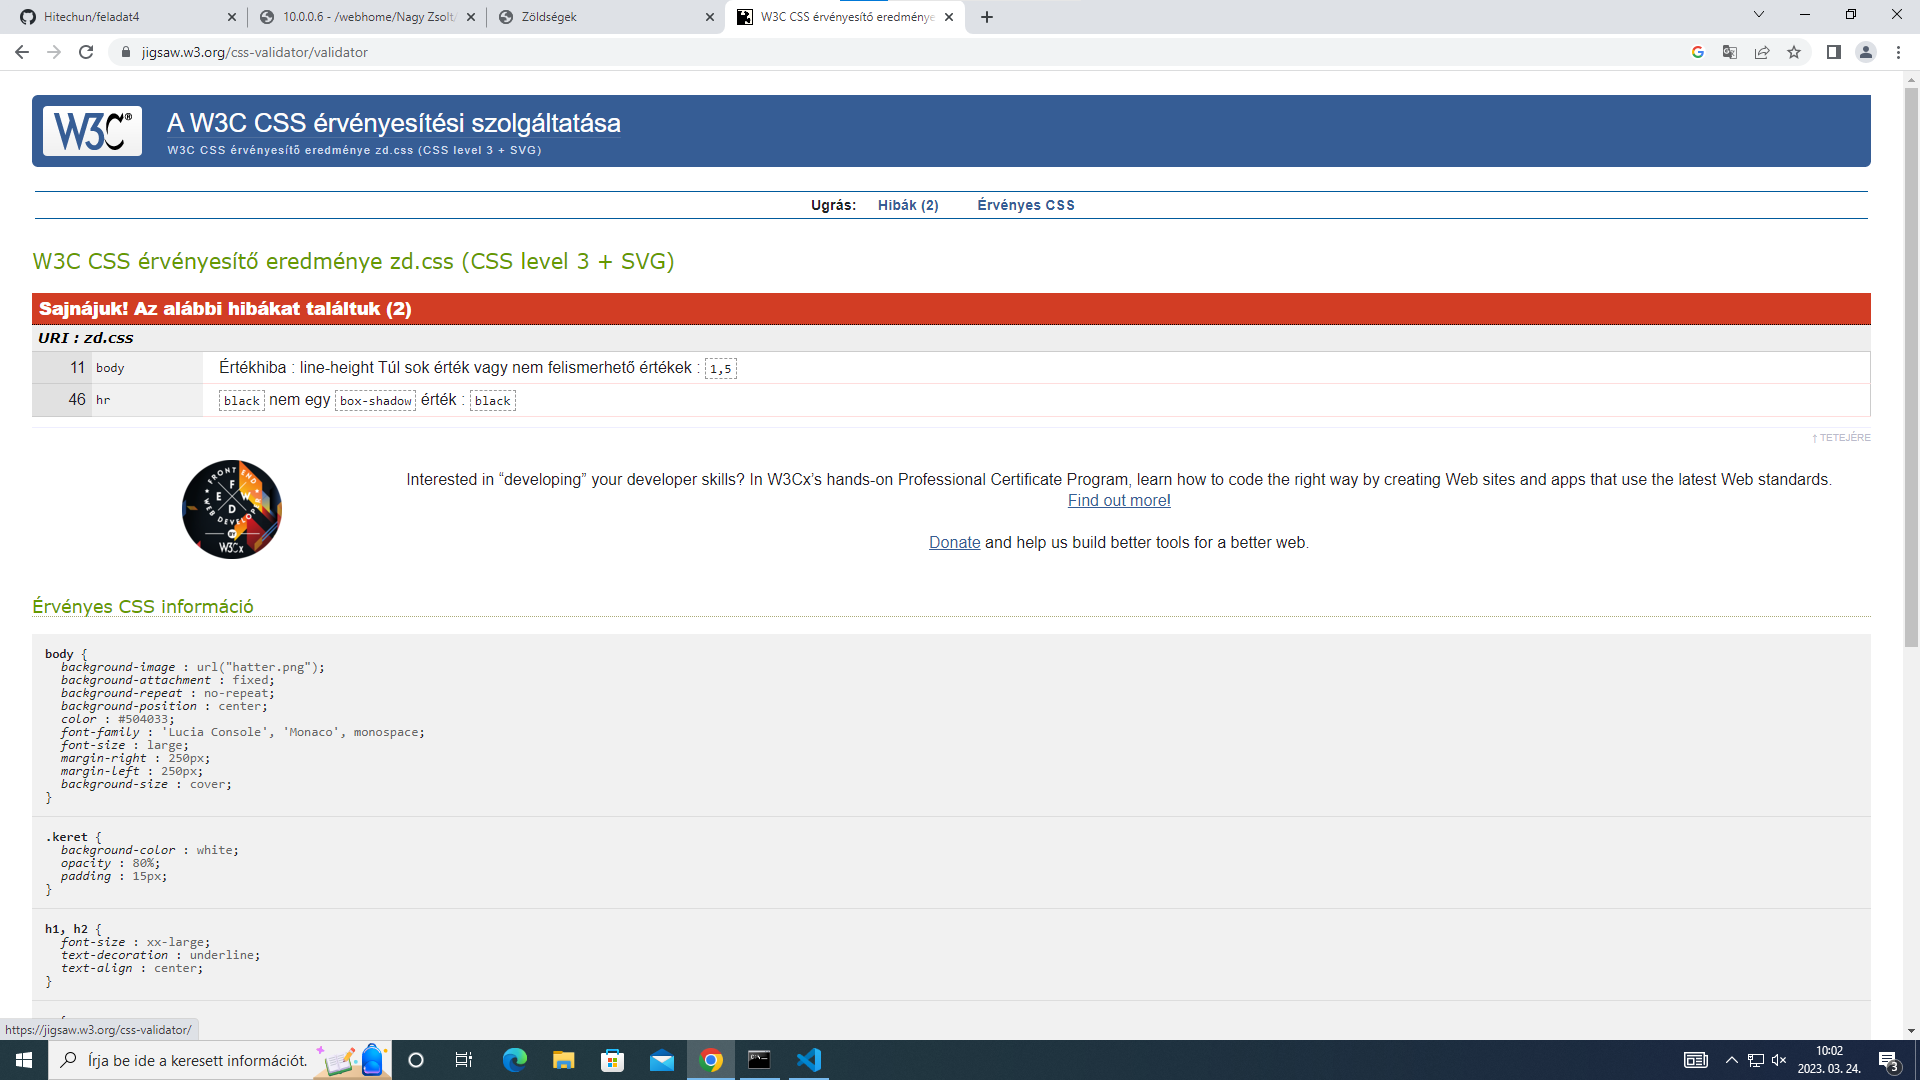 Hitechun/feladat4
10.0.0.6 - /webhome/Nagy Zsolt/
Zöldségek
W3C CSS érvényesítő eredménye
jigsaw.w3.org/css-validator/validator
W3C®
A W3C CSS érvényesítési szolgáltatása
W3C CSS érvényesítő eredménye zd.css (CSS level 3 + SVG)
Ugrás: Hibák (2) Érvényes CSS
W3C CSS érvényesítő eredménye zd.css (CSS level 3 + SVG)
Sajnájuk! Az alábbi hibákat találtuk (2)
URI : zd.css
11 body Értékhiba : line-height Túl sok érték vagy nem felismerhető értékek : 1,5
46 hr black nem egy box-shadow érték : black
↑ TETEJÉRE
FRONT END
WEB DEVELOPER
F
E W
D
BY
W3Cx
Interested in “developing” your developer skills? In W3Cx’s hands-on Professional Certificate Program, learn how to code the right way by creating Web sites and apps that use the latest Web standards.
Find out more!
Donate and help us build better tools for a better web.
Érvényes CSS információ
body {
background-image : url("hatter.png");
background-attachment : fixed;
background-repeat : no-repeat;
background-position : center;
color : #504033;
font-family : 'Lucia Console', 'Monaco', monospace;
font-size : large;
margin-right : 250px;
margin-left : 250px;
background-size : cover;
}
.keret {
background-color : white;
opacity : 80%;
padding : 15px;
}
h1, h2 {
font-size : xx-large;
text-decoration : underline;
text-align : center;
}
https://jigsaw.w3.org/css-validator/
Írja be ide a keresett információt.
10:02
2023. 03. 24.
3